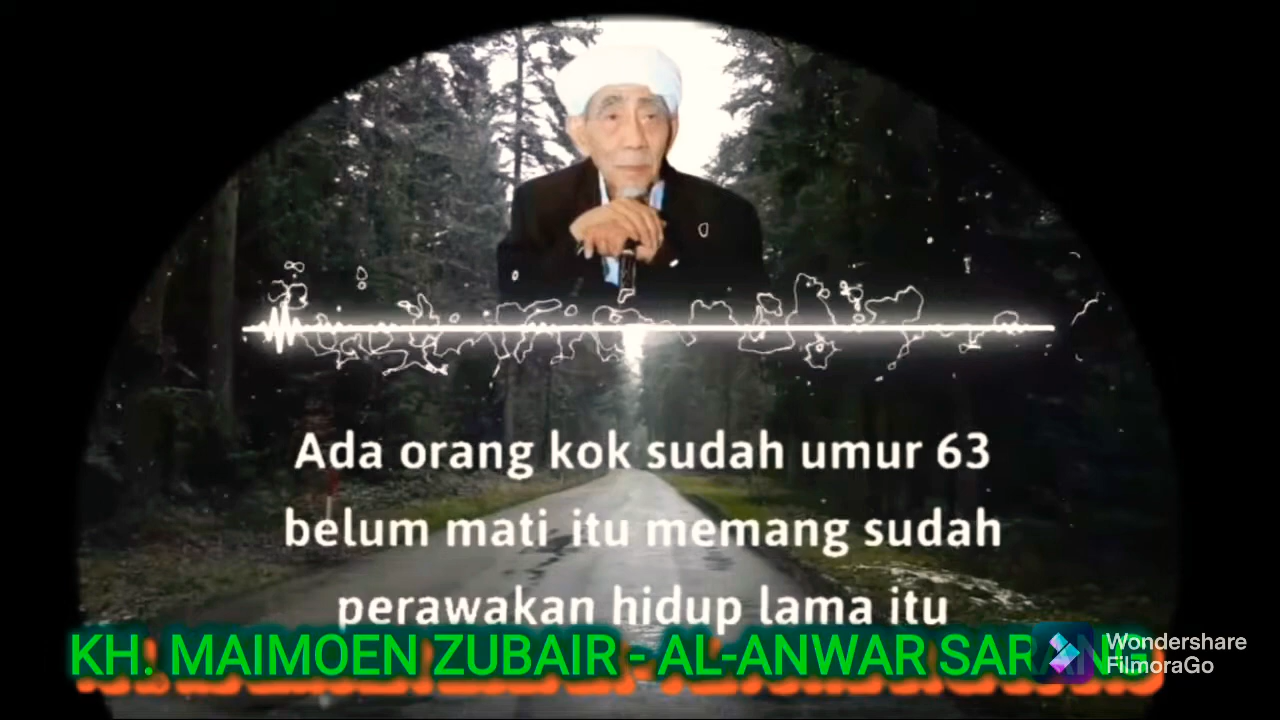 Ada orang kok sudah umur 63
belum mati itu memang sudah
perawakan hidup lama itu
KH. MAIMOEN ZUBAIR - AL-ANWAR SARANG
Wondershare
FilmoraGo